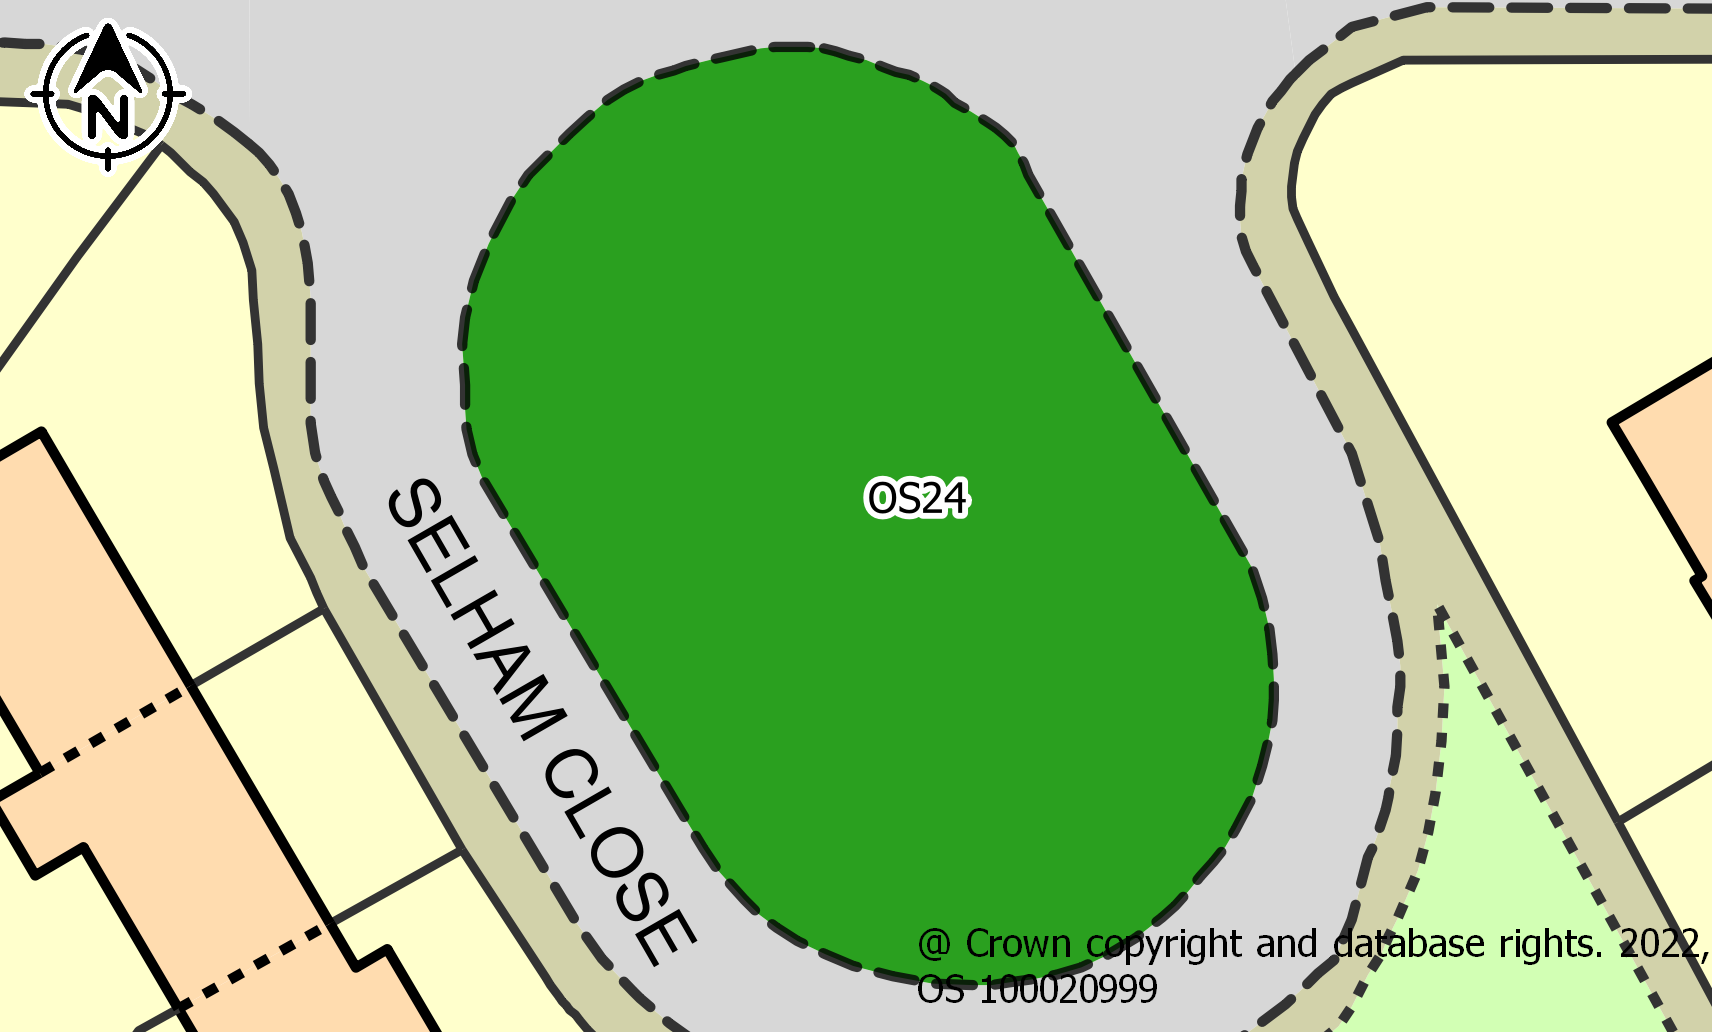 N
SELHAM CLOSE
OS24
@ Crown copyright and database rights. 2022,
OS 100020999